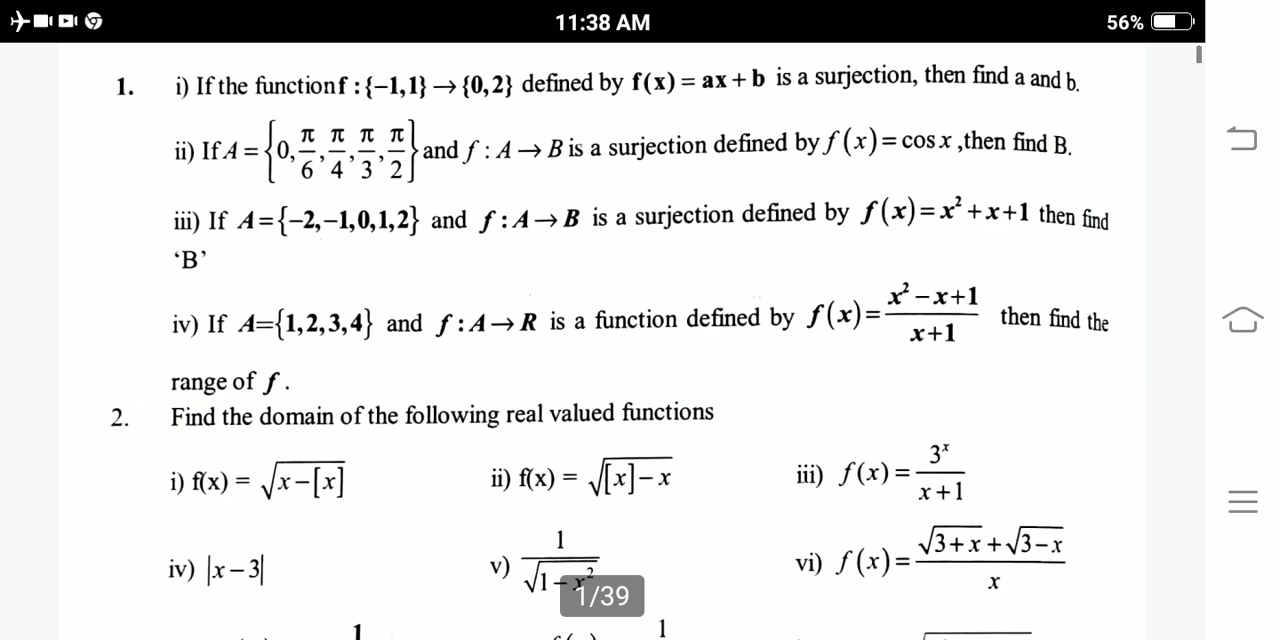 11:38 AM
56%
1. i) If the function f : {−1,1} → {0,2} defined by f(x) = ax + b is a surjection, then find a and b.
ii) If A = {0, π/6, π/4, π/3, π/2} and f : A → B is a surjection defined by f(x) = cos x ,then find B.
iii) If A={−2,−1,0,1,2} and f : A → B is a surjection defined by f(x)=x²+x+1 then find
‘B’
iv) If A={1,2,3,4} and f : A → R is a function defined by f(x)=(x²−x+1)/(x+1) then find the
range of f .
2. Find the domain of the following real valued functions
i) f(x) = √(x−[x]) ii) f(x) = √([x]−x) iii) f(x)=3ˣ/(x+1)
iv) |x−3| v) 1/√(1−x²) vi) f(x)=(√(3+x)+√(3−x))/x
1/39
1 1